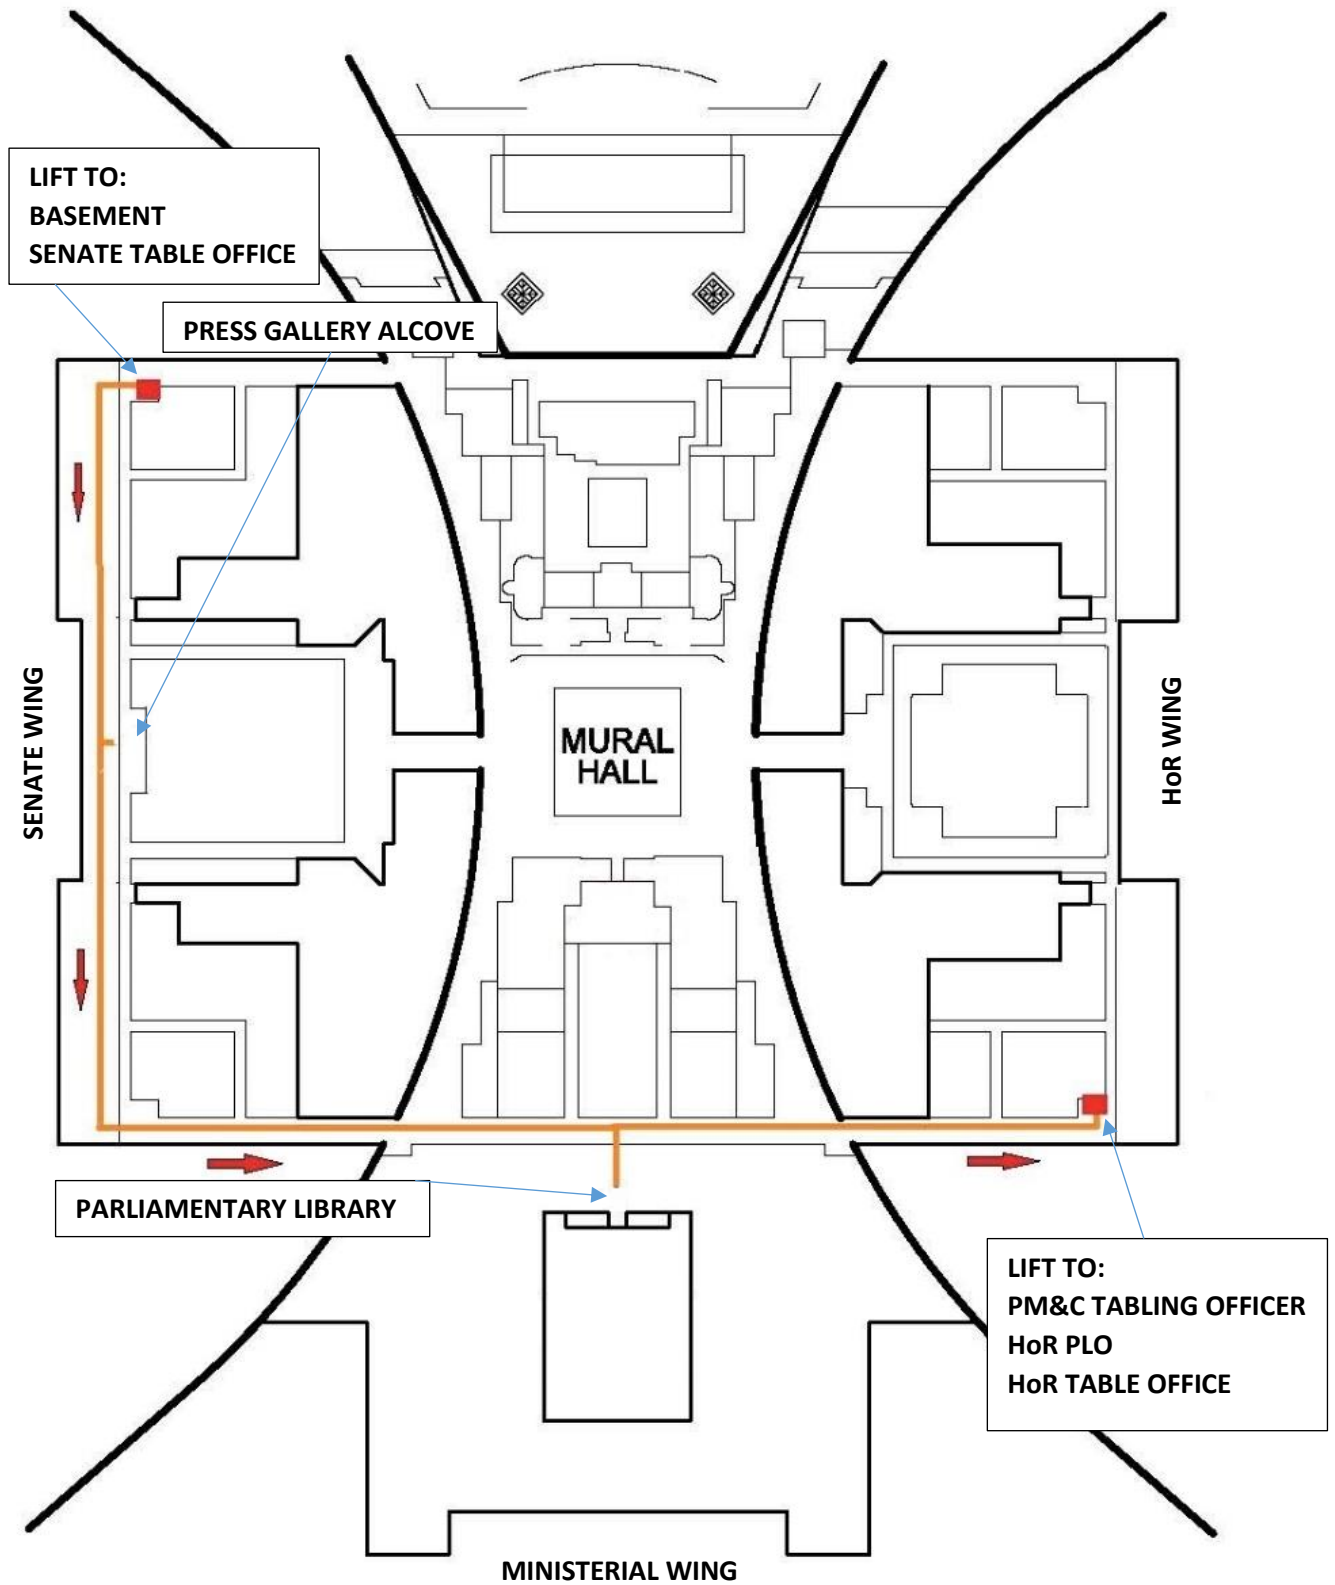 LIFT TO:
BASEMENT
SENATE TABLE OFFICE
PRESS GALLERY ALCOVE
SENATE WING
MURAL
HALL
HoR WING
PARLIAMENTARY LIBRARY
LIFT TO:
PM&C TABLING OFFICER
HoR PLO
HoR TABLE OFFICE
MINISTERIAL WING